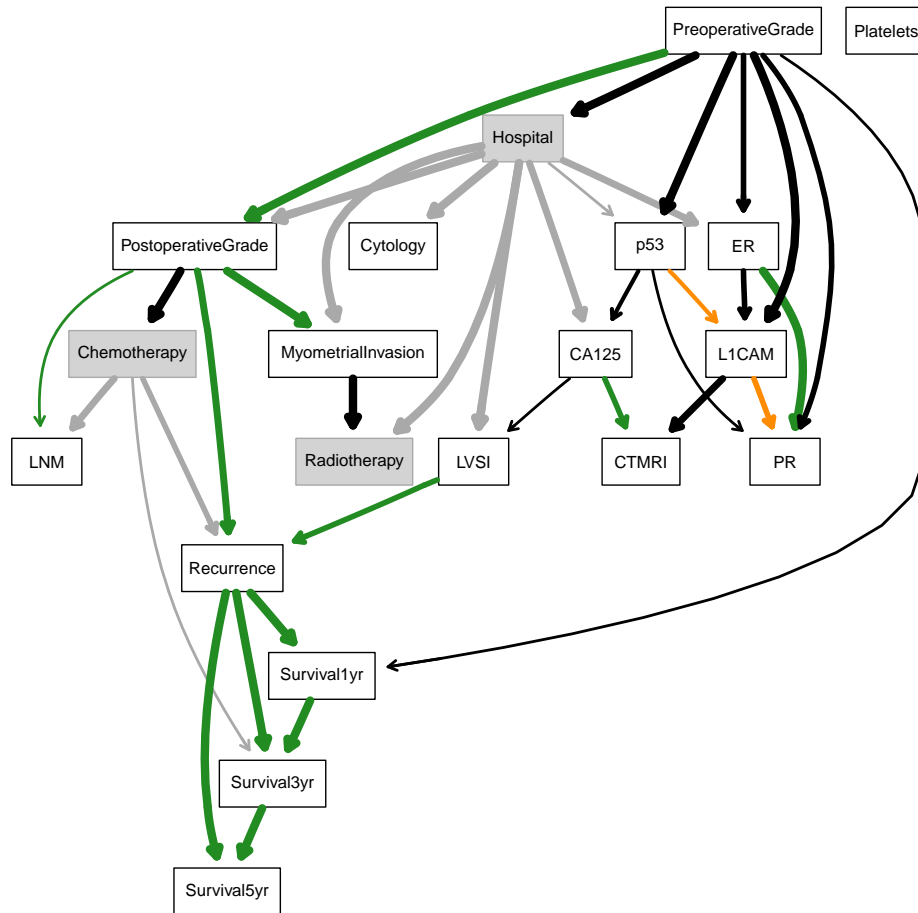 PreoperativeGrade
Platelets
Hospital
PostoperativeGrade
Cytology
p53
ER
Chemotherapy
MyometrialInvasion
CA125
L1CAM
LNM
Radiotherapy
LVSI
CTMRI
PR
Recurrence
Survival1yr
Survival3yr
Survival5yr